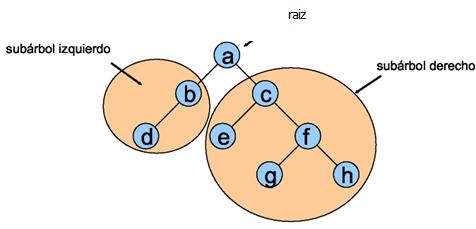 raiz
subárbol izquierdo
a
subárbol derecho
b
c
d
e
f
g
h